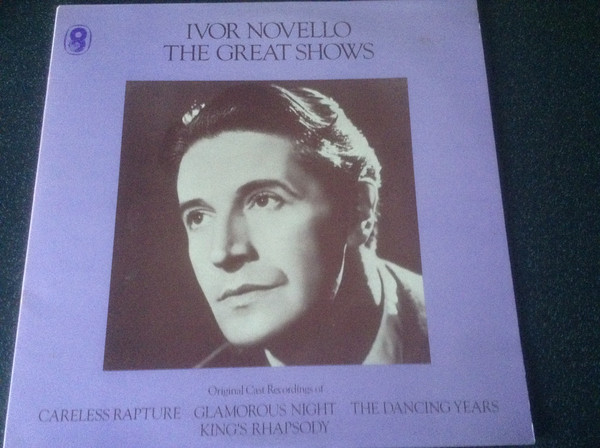 IVOR NOVELLO
THE GREAT SHOWS
Original Cast Recordings of
CARELESS RAPTURE GLAMOROUS NIGHT THE DANCING YEARS
KING'S RHAPSODY